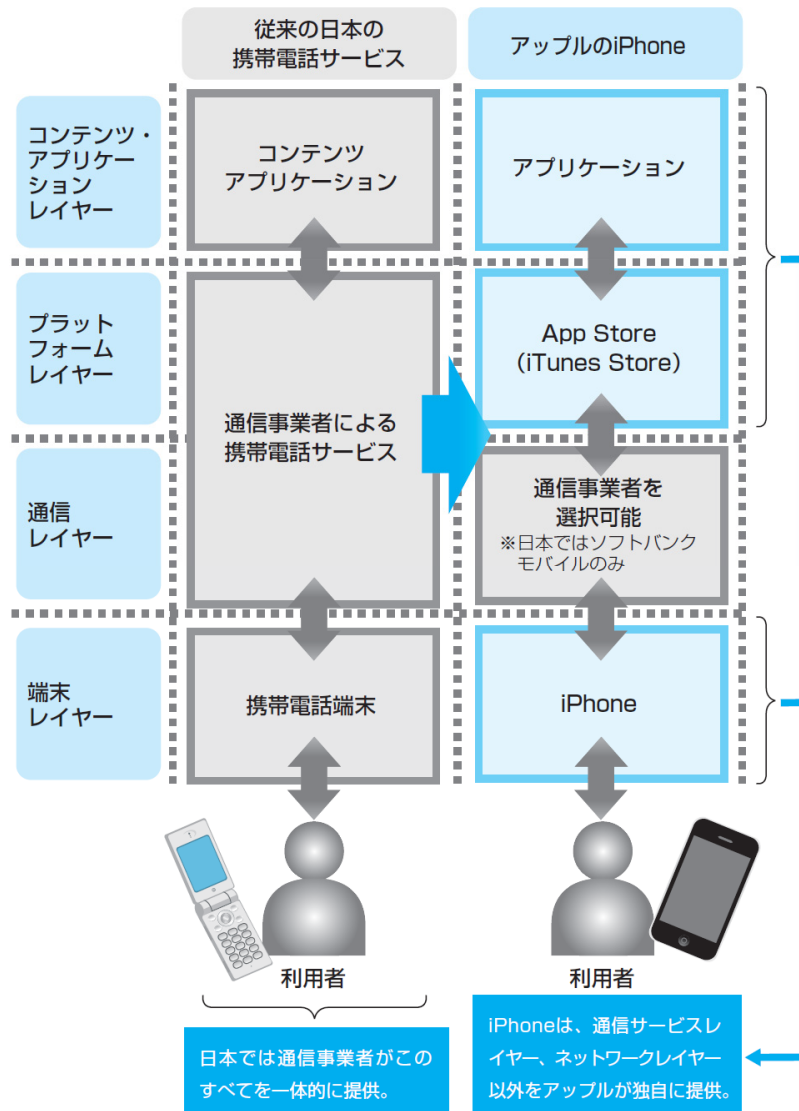 従来の日本の
携帯電話サービス
アップルのiPhone
コンテンツ・
アプリケー
ション
レイヤー
コンテンツ
アプリケーション
アプリケーション
プラット
フォーム
レイヤー
App Store
(iTunes Store)
通信事業者による
携帯電話サービス
通信
レイヤー
通信事業者を
選択可能
※日本ではソフトバンク
モバイルのみ
端末
レイヤー
携帯電話端末
iPhone
利用者
利用者
日本では通信事業者がこの
すべてを一体的に提供。
iPhoneは、通信サービスレ
イヤー、ネットワークレイヤー
以外をアップルが独自に提供。